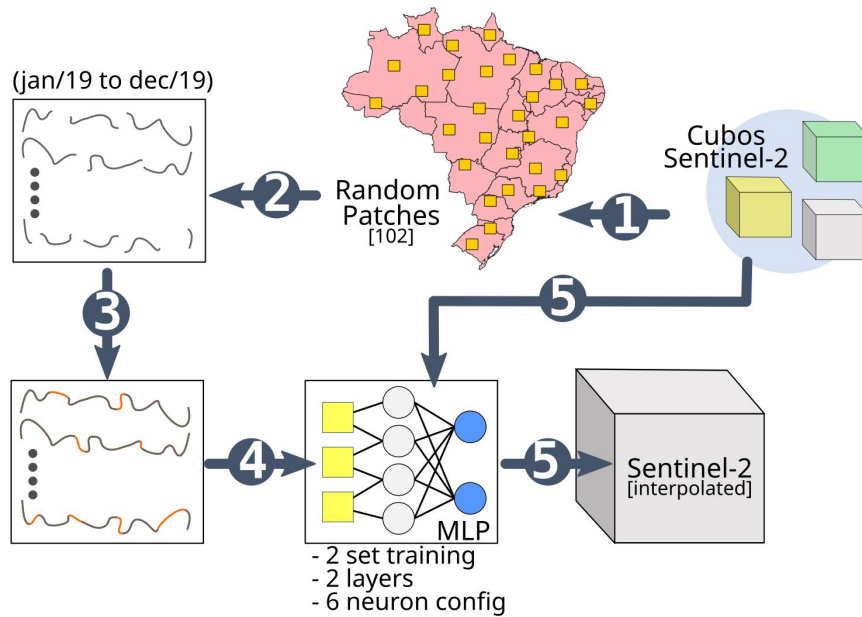 (jan/19 to dec/19)
Cubos
Sentinel-2
Random
Patches
[102]
2
1
3
5
4
5
Sentinel-2
[interpolated]
MLP
- 2 set training
- 2 layers
- 6 neuron config